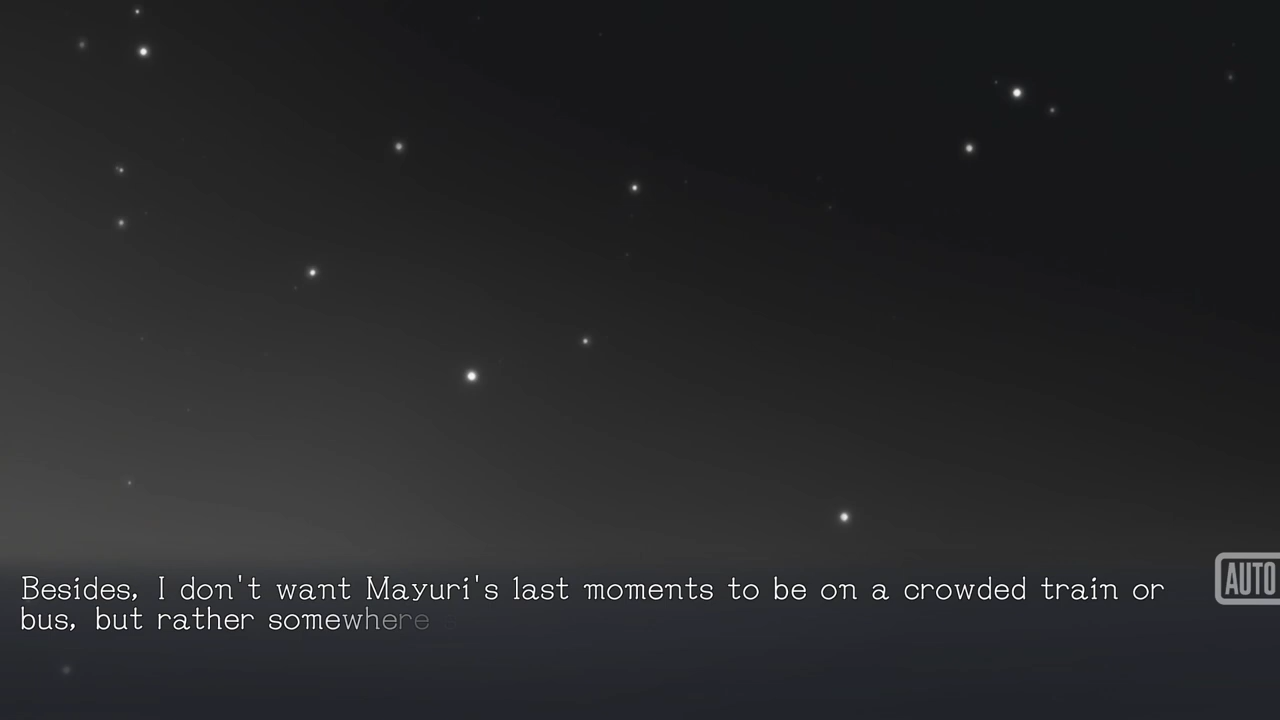 Besides, I don't want Mayuri's last moments to be on a crowded train or
bus, but rather somewhere
AUTO